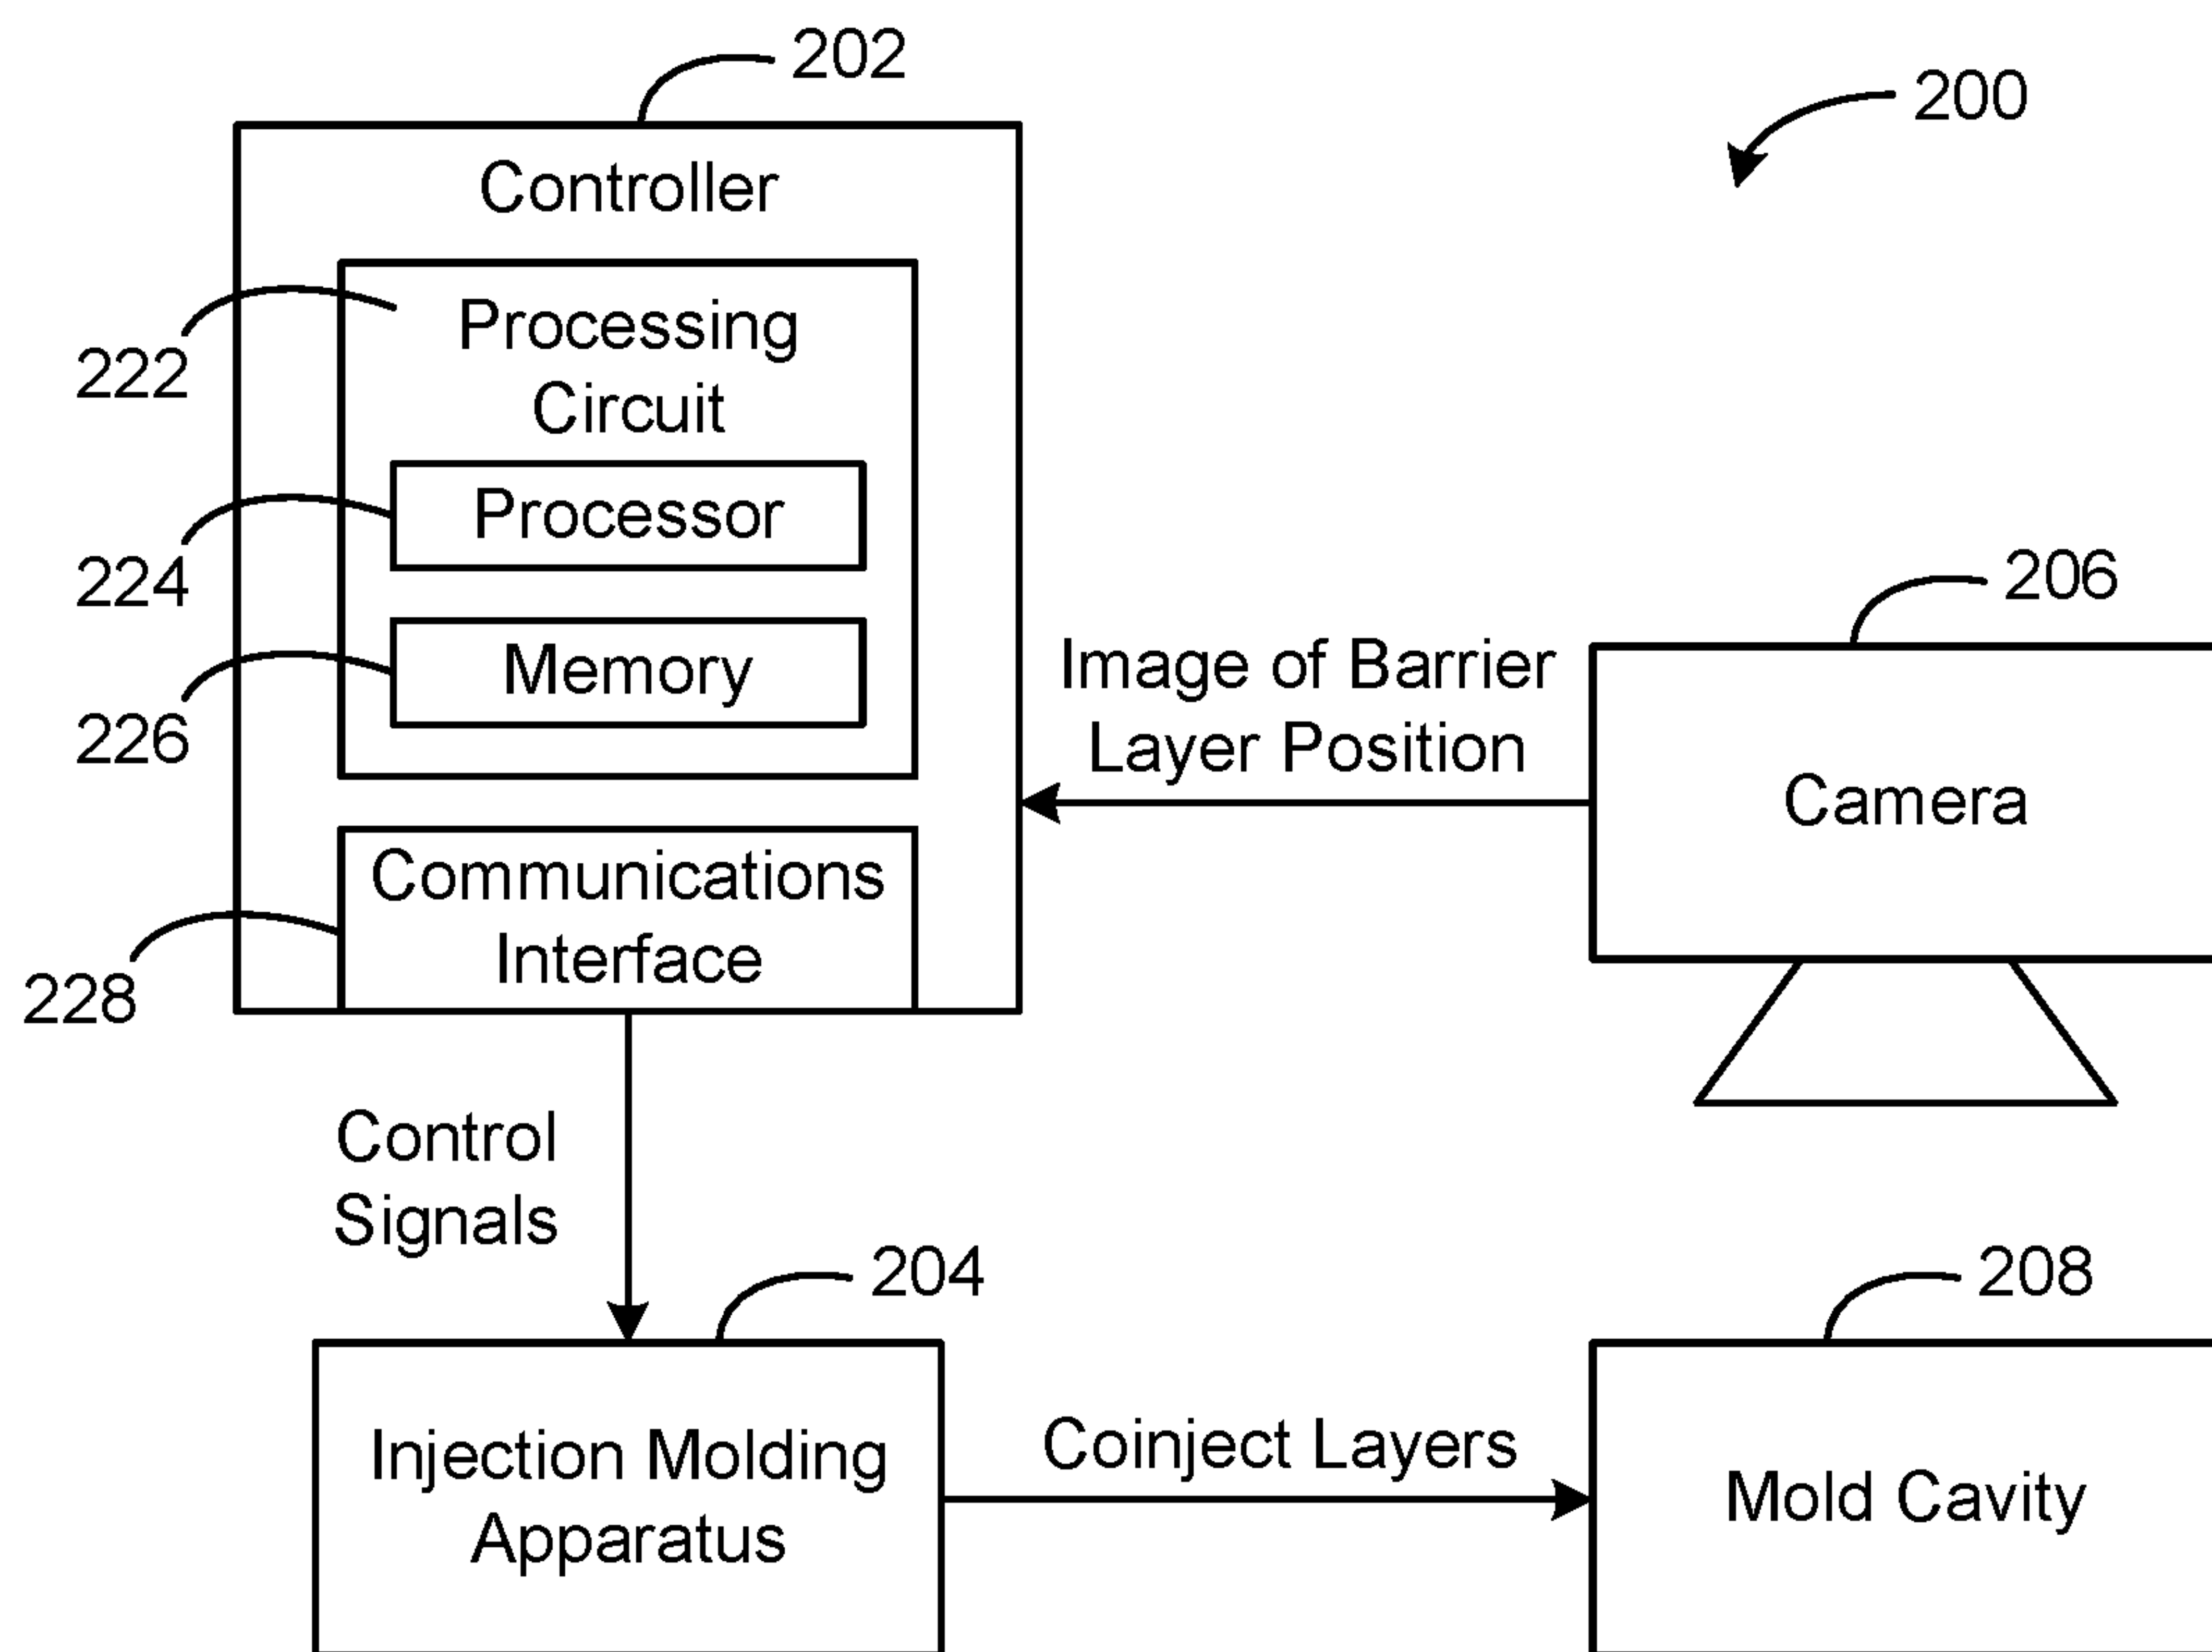 202
200
Controller
Processing
Circuit
222
Processor
224
Memory
226
Communications
Interface
228
Image of Barrier
Layer Position
206
Camera
Control
Signals
204
208
Injection Molding
Apparatus
Coinject Layers
Mold Cavity